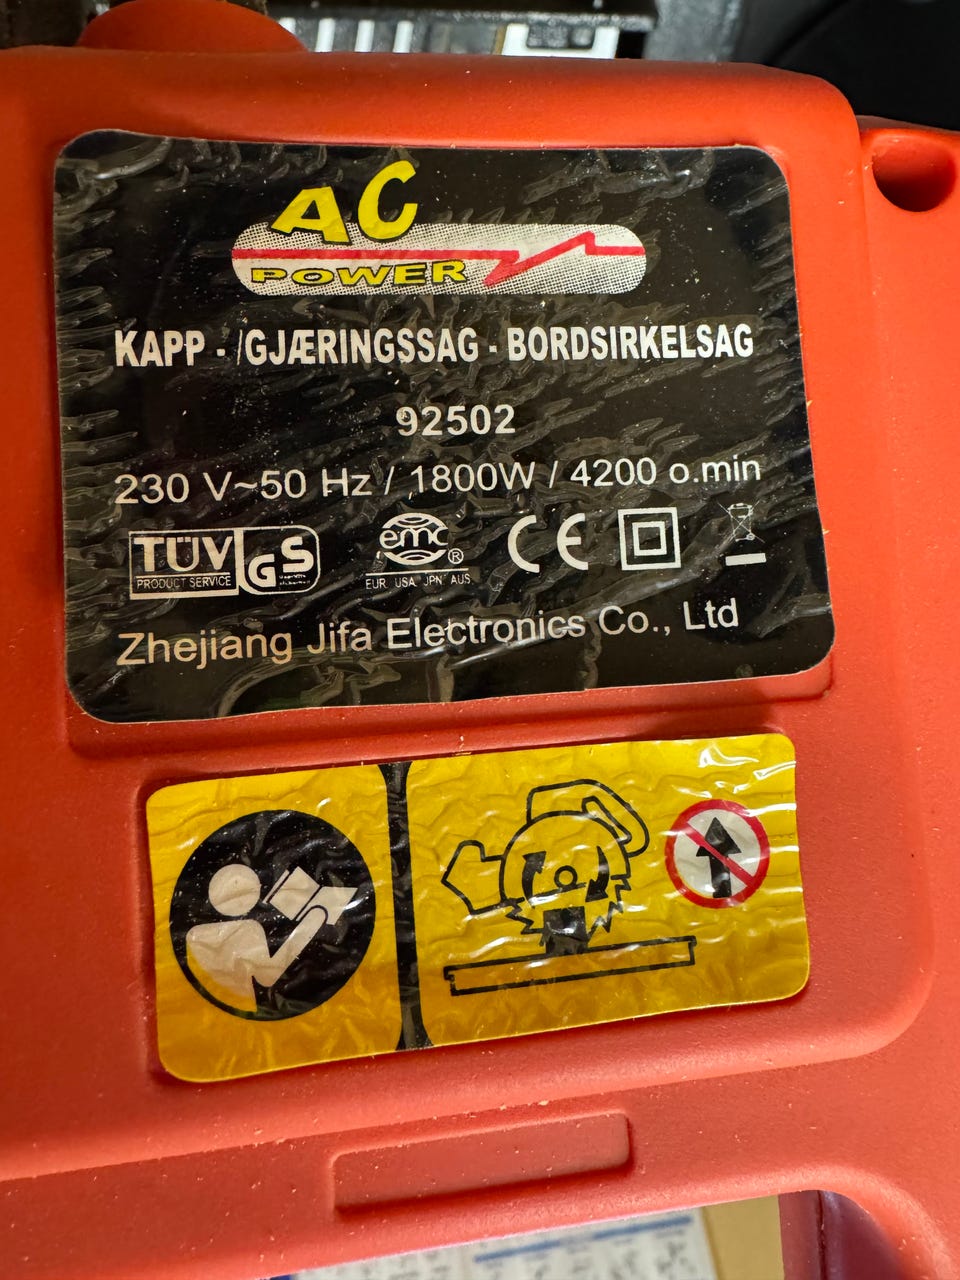 AC
POWER
KAPP - /GJÆRINGSSAG - BORDSIRKELSAG
92502
230 V~50 Hz / 1800W / 4200 o.min
TÜV GS
PRODUCT SERVICE
emc ®
EUR USA JPN AUS
CE
Zhejiang Jifa Electronics Co., Ltd